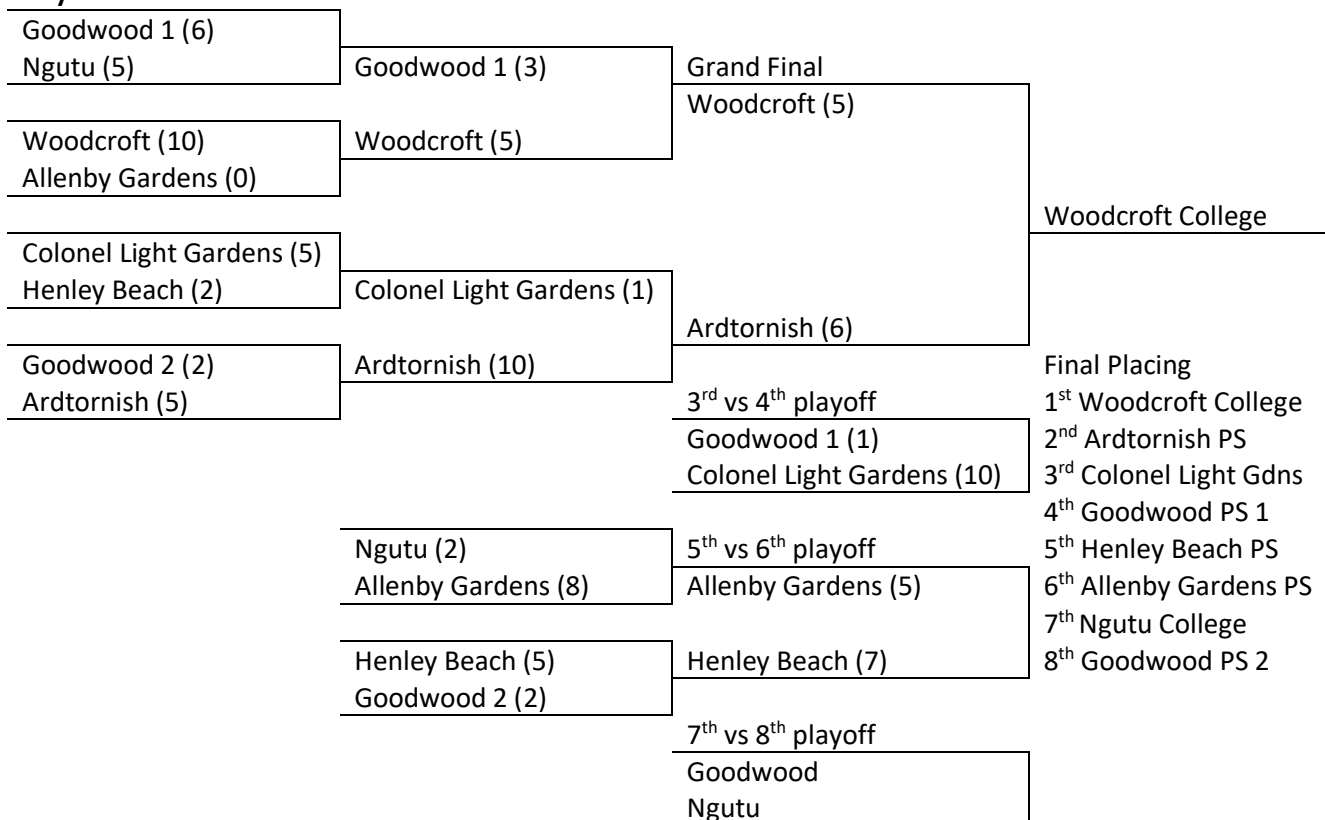 Goodwood 1 (6)
Ngutu (5)
Woodcroft (10)
Allenby Gardens (0)
Colonel Light Gardens (5)
Henley Beach (2)
Goodwood 2 (2)
Ardtornish (5)
Goodwood 1 (3)
Woodcroft (5)
Colonel Light Gardens (1)
Ardtornish (10)
Ngutu (2)
Allenby Gardens (8)
Henley Beach (5)
Goodwood 2 (2)
Grand Final
Woodcroft (5)
Ardtornish (6)
3rd vs 4th playoff
Goodwood 1 (1)
Colonel Light Gardens (10)
5th vs 6th playoff
Allenby Gardens (5)
Henley Beach (7)
7th vs 8th playoff
Goodwood
Ngutu
Woodcroft College
Final Placing
1st Woodcroft College
2nd Ardtornish PS
3rd Colonel Light Gdns
4th Goodwood PS 1
5th Henley Beach PS
6th Allenby Gardens PS
7th Ngutu College
8th Goodwood PS 2